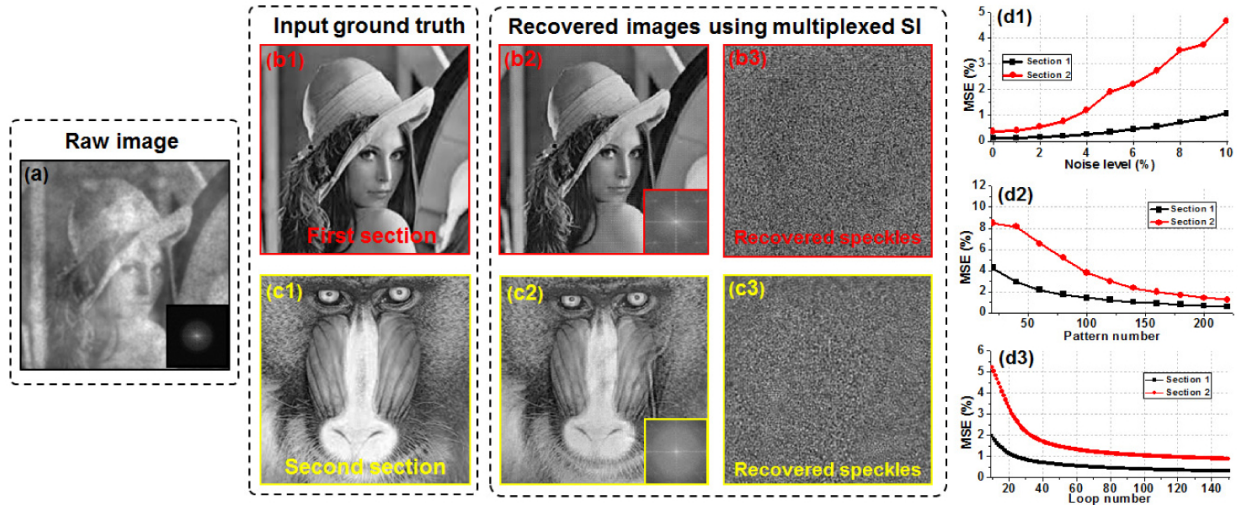 Raw image
(a)
Input ground truth
(b1)
First section
(c1)
Second section
Recovered images using multiplexed SI
(b2)
(b3)
Recovered speckles
(c2)
(c3)
Recovered speckles
(d1)
MSE (%)
5
4
3
2
1
0
Section 1
Section 2
0 2 4 6 8 10
Noise level (%)
(d2)
MSE (%)
12
10
8
6
4
2
0
Section 1
Section 2
50 100 150 200
Pattern number
(d3)
MSE (%)
6
5
4
3
2
1
0
Section 1
Section 2
20 40 60 80 100 120 140
Loop number